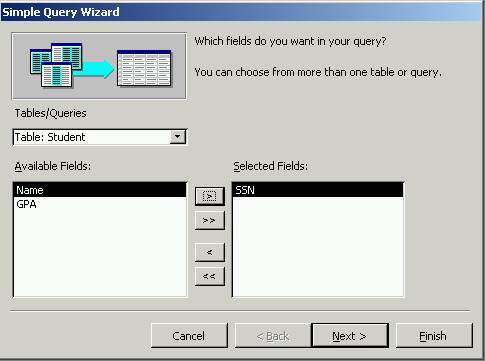 Simple Query Wizard
Which fields do you want in your query?
You can choose from more than one table or query.
Tables/Queries
Table: Student
Available Fields:
Selected Fields:
Name
GPA
>
>>
<
<<
SSN
Cancel
< Back
Next >
Finish